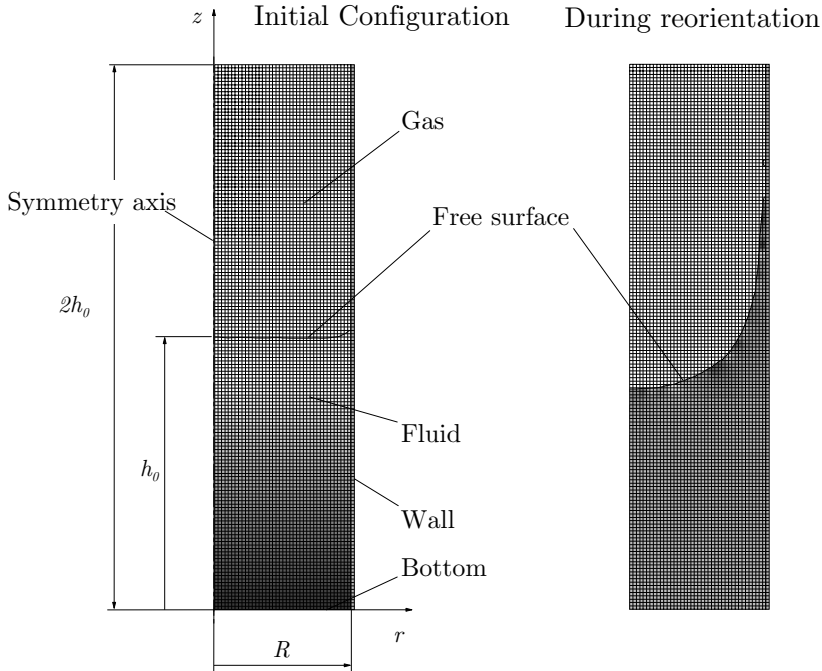 z
Initial Configuration
During reorientation
Gas
Symmetry axis
Free surface
2h0
Fluid
h0
Wall
Bottom
r
R